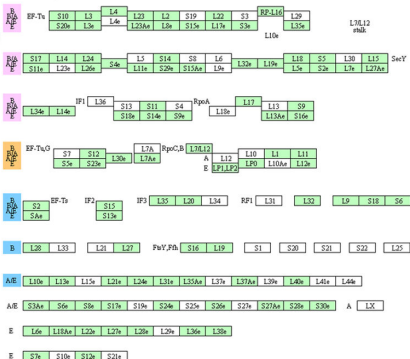 B EF-Tu S10 L3 L4 L23 L2 S19 L22 S3 RP-L16 L29
B/A L4e L7/L12
A/E S20e L3e L23Ae L8e S15e L17e S3e L35e stalk
E L10e
B S17 L14 L24 L5 S14 S8 L6 L18 S5 L30 L15 SecY
B/A S4e L32e L19e
A/E S11e L23e L26e L11e S29e S15Ae L9e L5e S2e L7e L27Ae
E
B IF1 L36 S13 S11 S4 RpoA L17 L13 S9
B/A
A/E L34e L14e S18e S14e S9e L18e L13Ae S16e
E
B EF-Tu,G S7 S12 L7A RpoC,B L7/L12 L10 L1 L11
B/A L30e A L12
A/E S5e S23e L7Ae E LP1,LP2 LP0 L10Ae L12e
E
B S2 EF-Ts IF2 S15 IF3 L35 L20 L34 RF1 L31 L32 L9 S18 S6
B/A
A/E SAe S13e
E
B L28 L33 L21 L27 FtsY,Ffh S16 L19 S1 S20 S21 S22 L25
A/E L10e L13e L15e L21e L24e L31e L35Ae L37e L37Ae L39e L40e L41e L44e
A/E S3Ae S6e S8e S17e S19e S24e S25e S26e S27e S27Ae S28e S30e A LX
E L6e L18Ae L22e L27e L28e L29e L36e L38e
E S7e S10e S12e S21e